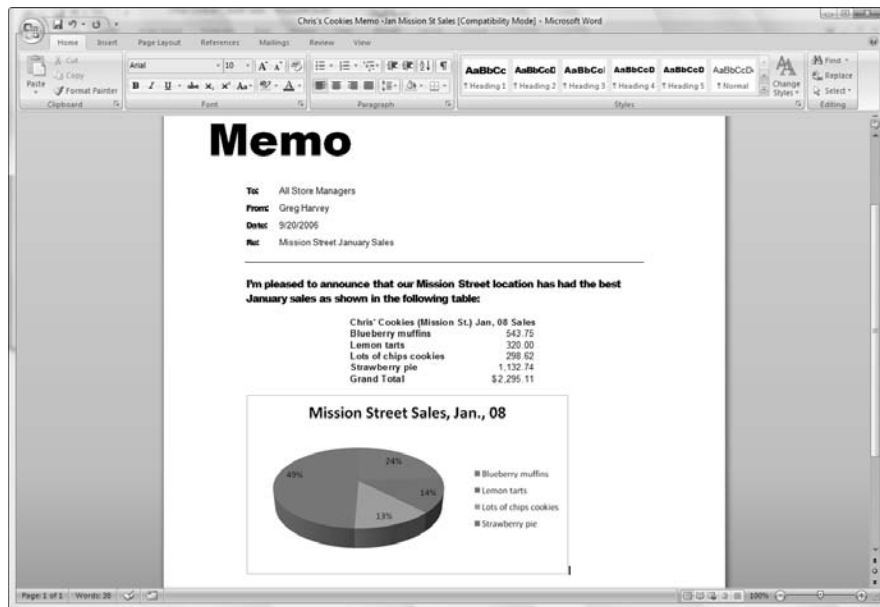 Chris's Cookies Memo -Jan Mission St Sales [Compatibility Mode] - Microsoft Word
Home Insert Page Layout References Mailings Review View
Paste
Cut
Copy
Format Painter
Clipboard
Arial 10
B I U abc x₂ x² Aa A
Font
Paragraph
AaBbCc AaBbCcD AaBbCcI AaBbCcD AaBbCcD AaBbCcD
¶ Heading 1 ¶ Heading 2 ¶ Heading 3 ¶ Heading 4 ¶ Heading 5 ¶ Normal
Styles
Change Styles
Find
Replace
Select
Editing
Memo
To: All Store Managers
From: Greg Harvey
Date: 9/20/2006
Re: Mission Street January Sales
I'm pleased to announce that our Mission Street location has had the best
January sales as shown in the following table:
Chris' Cookies (Mission St.) Jan, 08 Sales
Blueberry muffins 543.75
Lemon tarts 320.00
Lots of chips cookies 298.62
Strawberry pie 1,132.74
Grand Total $2,295.11
Mission Street Sales, Jan., 08
49%
24%
14%
13%
Blueberry muffins
Lemon tarts
Lots of chips cookies
Strawberry pie
Page: 1 of 1 Words: 38
100%